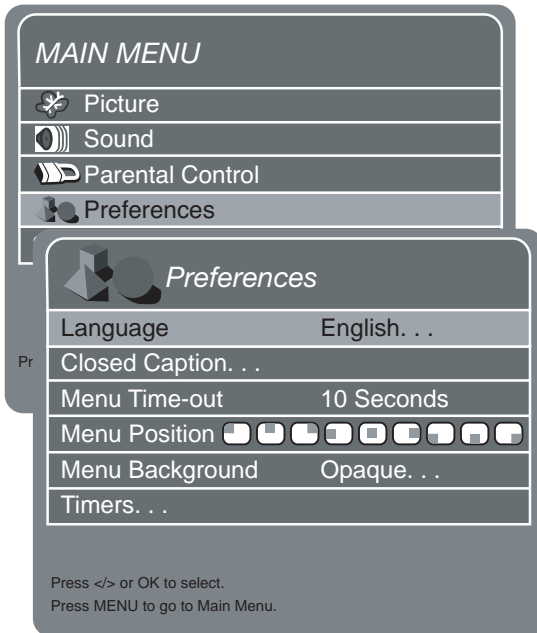 MAIN MENU
Picture
Sound
Parental Control
Preferences
Preferences
Language English. . .
Pr
Closed Caption. . .
Menu Time-out 10 Seconds
Menu Position
Menu Background Opaque. . .
Timers. . .
Press </> or OK to select.
Press MENU to go to Main Menu.